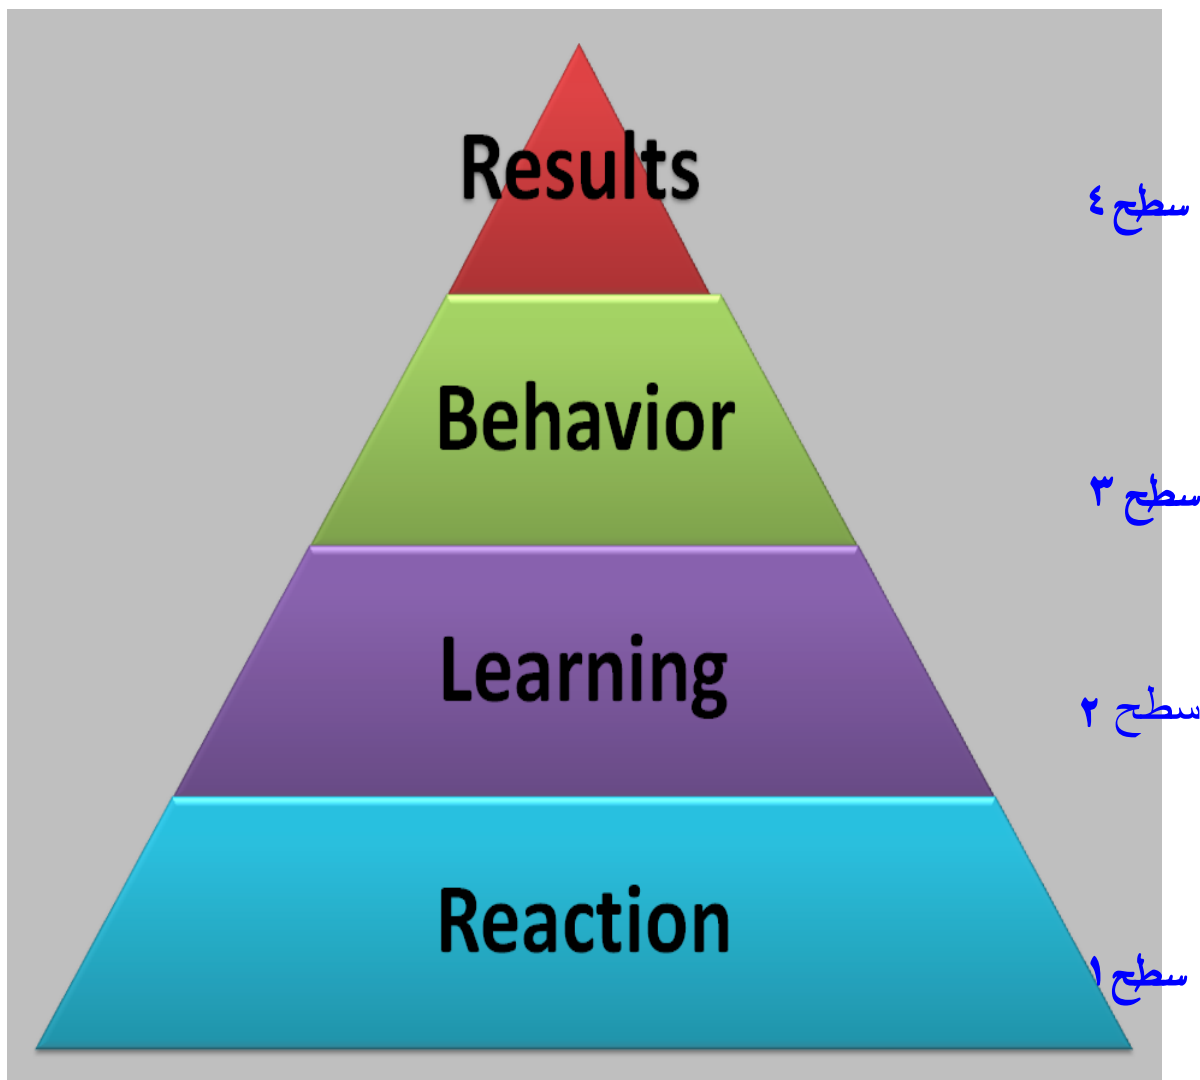 Results
سطح ٤
Behavior
سطح ٣
Learning
سطح ٢
Reaction
سطح ١